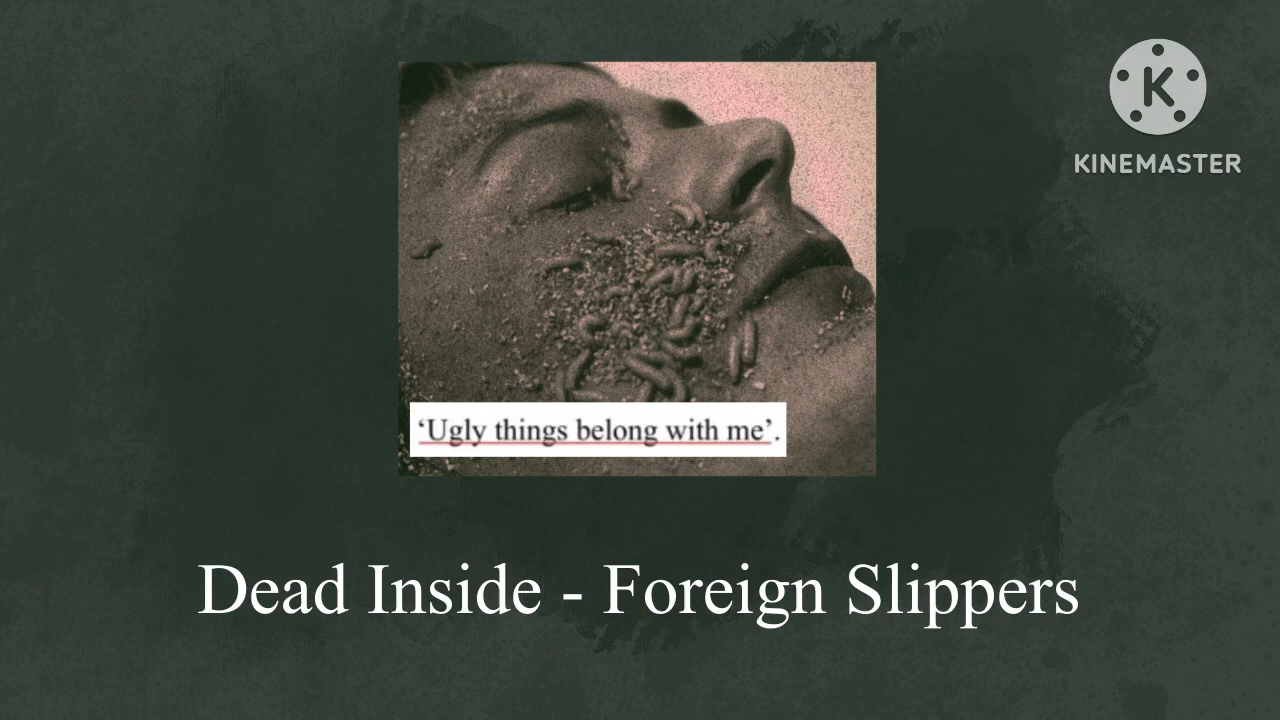 KINEMASTER
‘Ugly things belong with me’.
Dead Inside - Foreign Slippers